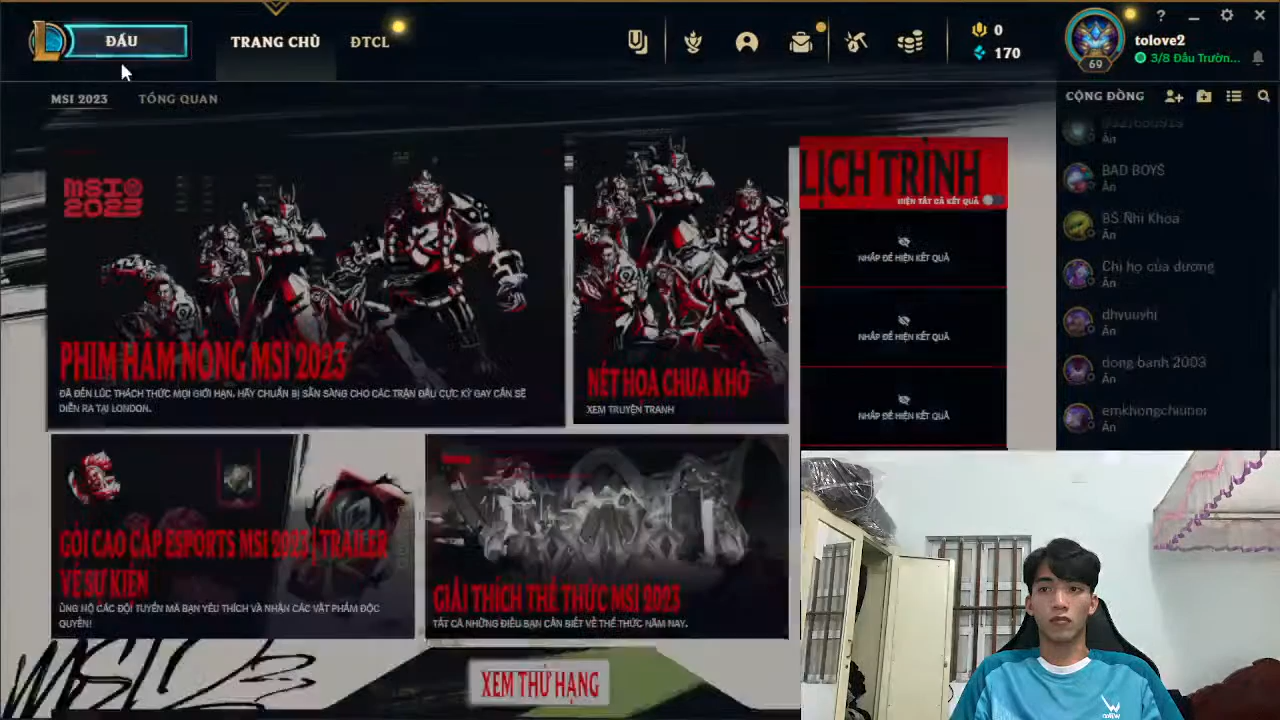 ĐẤU
TRANG CHỦ
ĐTCL
0
170
69
tolove2
3/8 Đấu Trườn...
MSI 2023
TỔNG QUAN
CỘNG ĐỒNG
Ẩn
BAD BOYS
Ẩn
BS Nhi Khoa
Ẩn
Chi họ của dương
Ẩn
dhyuuyhj
Ẩn
dong banh 2003
Ẩn
Ẩn
MSI
2023
PHIM HÂM NÓNG MSI 2023
ĐÃ ĐẾN LÚC THÁCH THỨC MỌI GIỚI HẠN. HÃY CHUẨN BỊ SẴN SÀNG CHO CÁC TRẬN ĐẤU CỰC KỲ GAY CẤN SẼ
DIỄN RA TẠI LONDON.
NÉT HỌA CHƯA KHÔ
XEM TRUYỆN TRANH
LỊCH TRÌNH
HIỆN TẤT CẢ KẾT QUẢ
NHẤP ĐỂ HIỆN KẾT QUẢ
NHẤP ĐỂ HIỆN KẾT QUẢ
NHẤP ĐỂ HIỆN KẾT QUẢ
GÓI CAO CẤP ESPORTS MSI 2023 | TRAILER
VỀ SỰ KIỆN
ỦNG HỘ CÁC ĐỘI TUYỂN MÀ BẠN YÊU THÍCH VÀ NHẬN CÁC VẬT PHẨM ĐỘC
QUYỀN!
GIẢI THÍCH THỂ THỨC MSI 2023
TẤT CẢ NHỮNG ĐIỀU BẠN CẦN BIẾT VỀ THỂ THỨC NĂM NAY.
XEM THỨ HẠNG